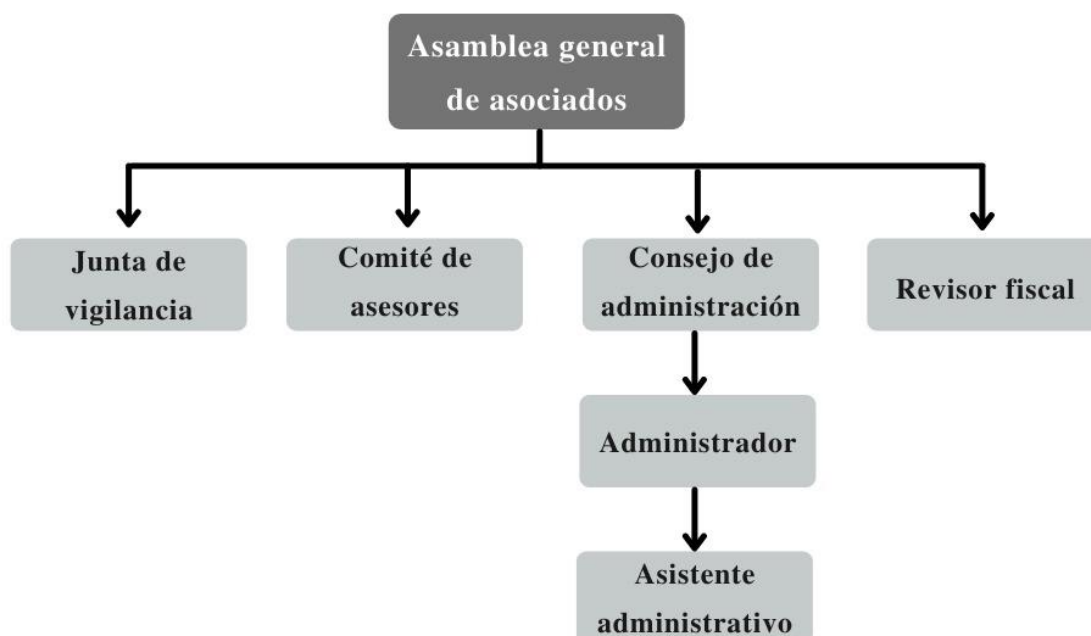 Asamblea general
de asociados
Junta de
vigilancia
Comité de
asesores
Consejo de
administración
Revisor fiscal
Administrador
Asistente
administrativo